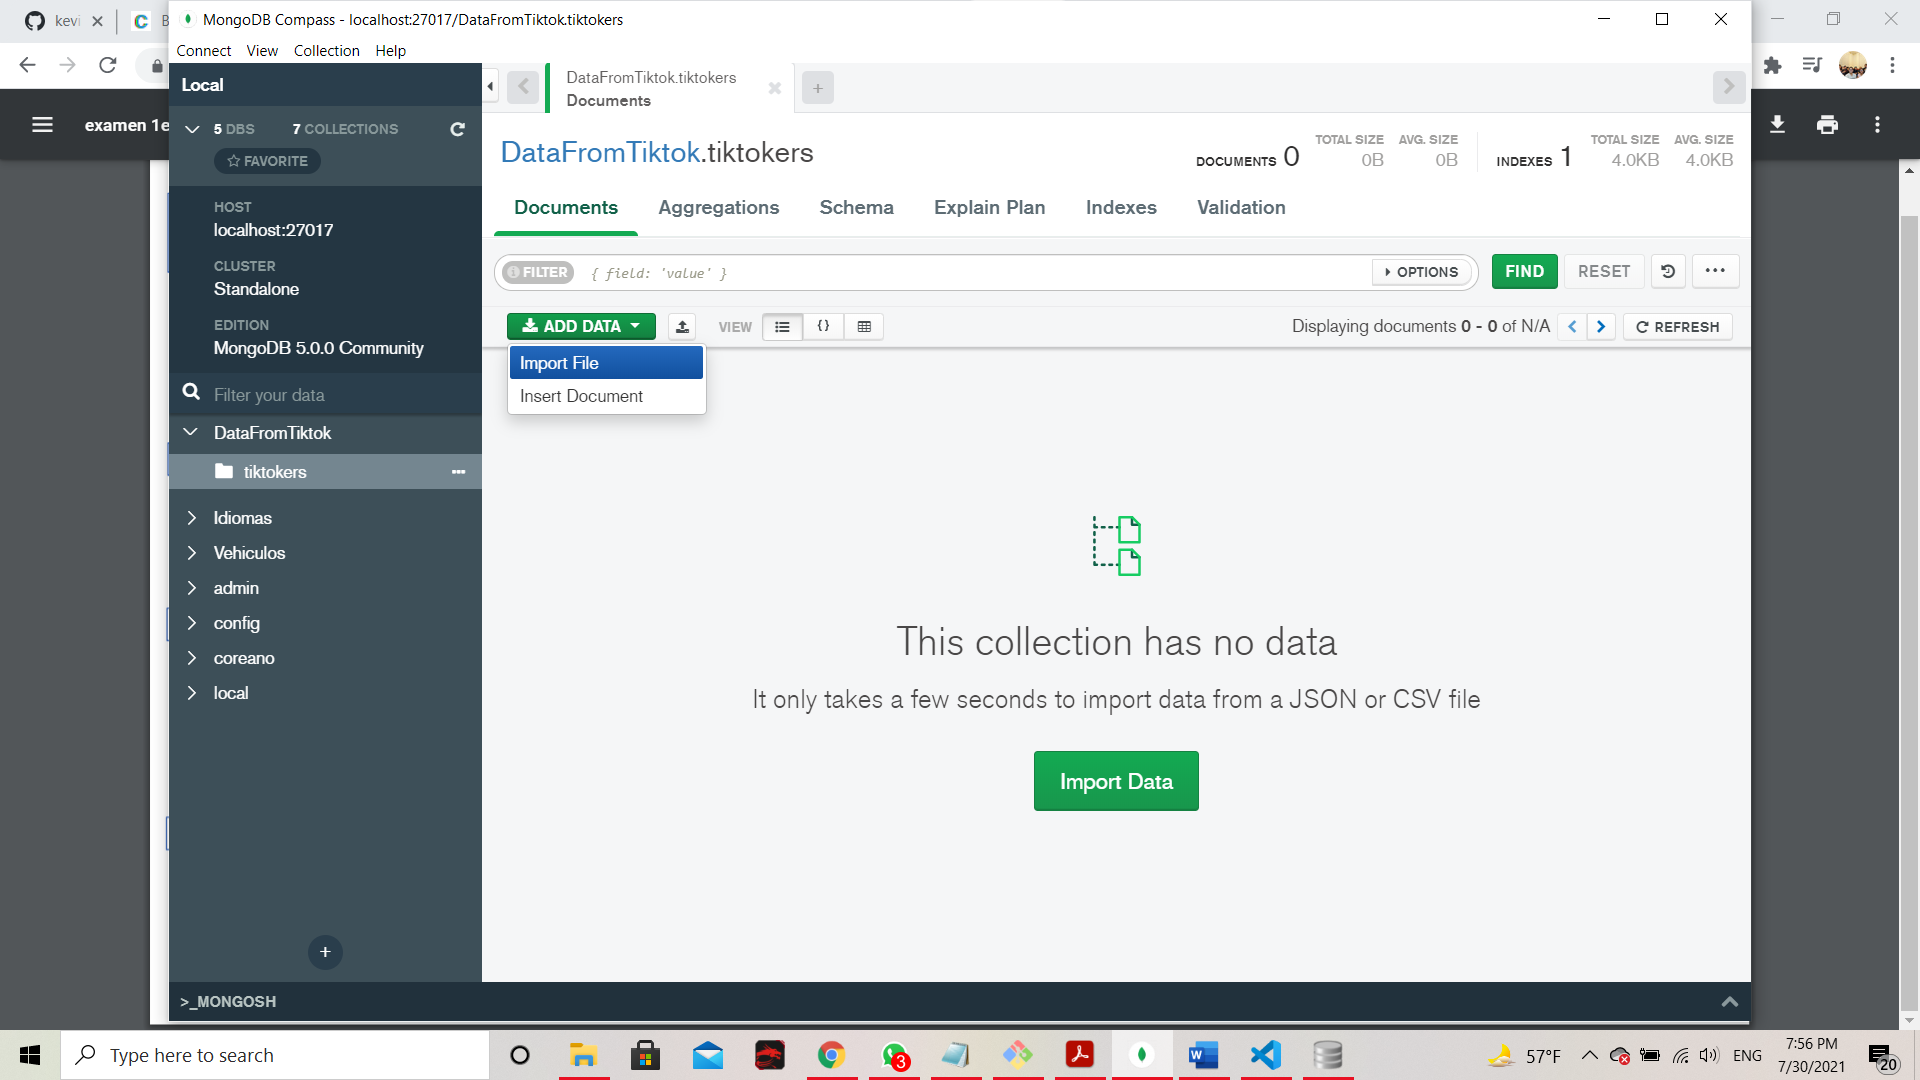 kevi
MongoDB Compass - localhost:27017/DataFromTiktok.tiktokers
Connect View Collection Help
Local
5 DBS 7 COLLECTIONS
FAVORITE
HOST
localhost:27017
CLUSTER
Standalone
EDITION
MongoDB 5.0.0 Community
Filter your data
DataFromTiktok
tiktokers
Idiomas
Vehiculos
admin
config
coreano
local
examen 1e
DataFromTiktok.tiktokers
Documents
DataFromTiktok.tiktokers
DOCUMENTS 0
TOTAL SIZE AVG. SIZE
0B 0B
INDEXES 1
TOTAL SIZE AVG. SIZE
4.0KB 4.0KB
Documents Aggregations Schema Explain Plan Indexes Validation
FILTER { field: 'value' } OPTIONS FIND RESET
ADD DATA VIEW {} Displaying documents 0 - 0 of N/A REFRESH
Import File
Insert Document
This collection has no data
It only takes a few seconds to import data from a JSON or CSV file
Import Data
>_MONGOSH
Type here to search
3
57°F ENG
7:56 PM
7/30/2021
20